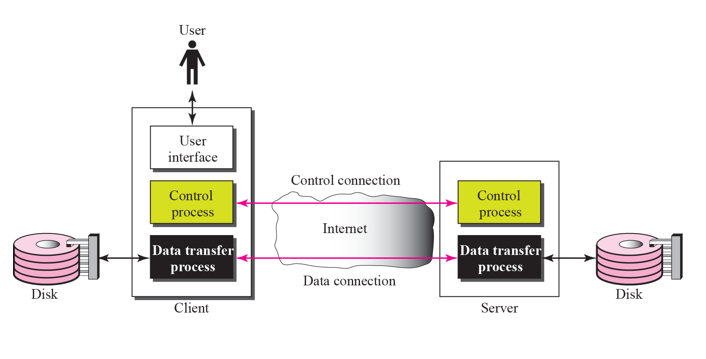 User
User
interface
Control connection
Control
process
Control
process
Internet
Data transfer
process
Data transfer
process
Data connection
Disk
Disk
Client
Server